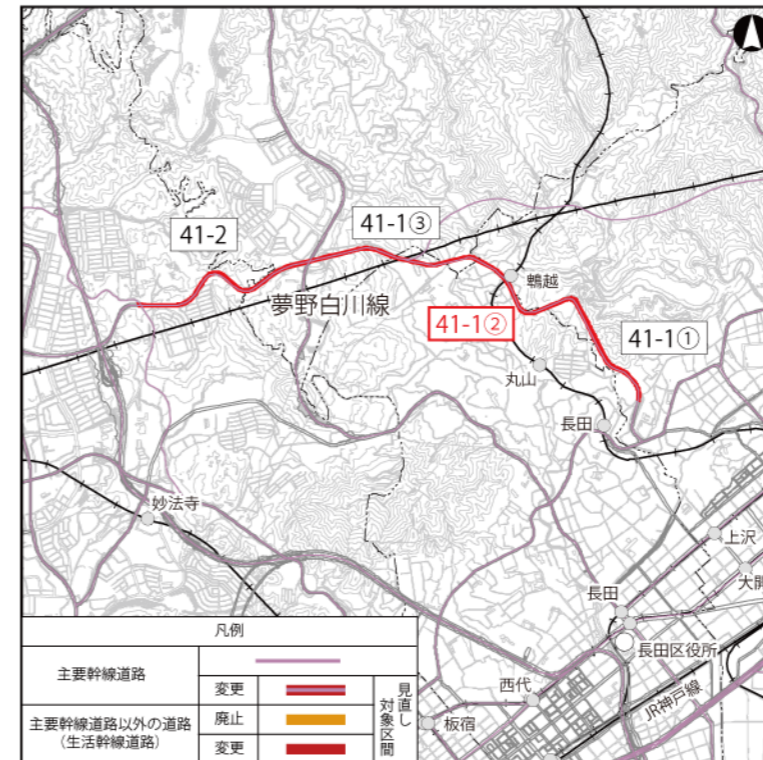 41-1③
41-2
鵯越
夢野白川線
41-1②
41-1①
丸山
長田
妙法寺
上沢
大開
長田
長田区役所
西代
JR神戸線
板宿
凡例
主要幹線道路
変更
見直し
対象区間
主要幹線道路以外の道路
（生活幹線道路）
廃止
変更